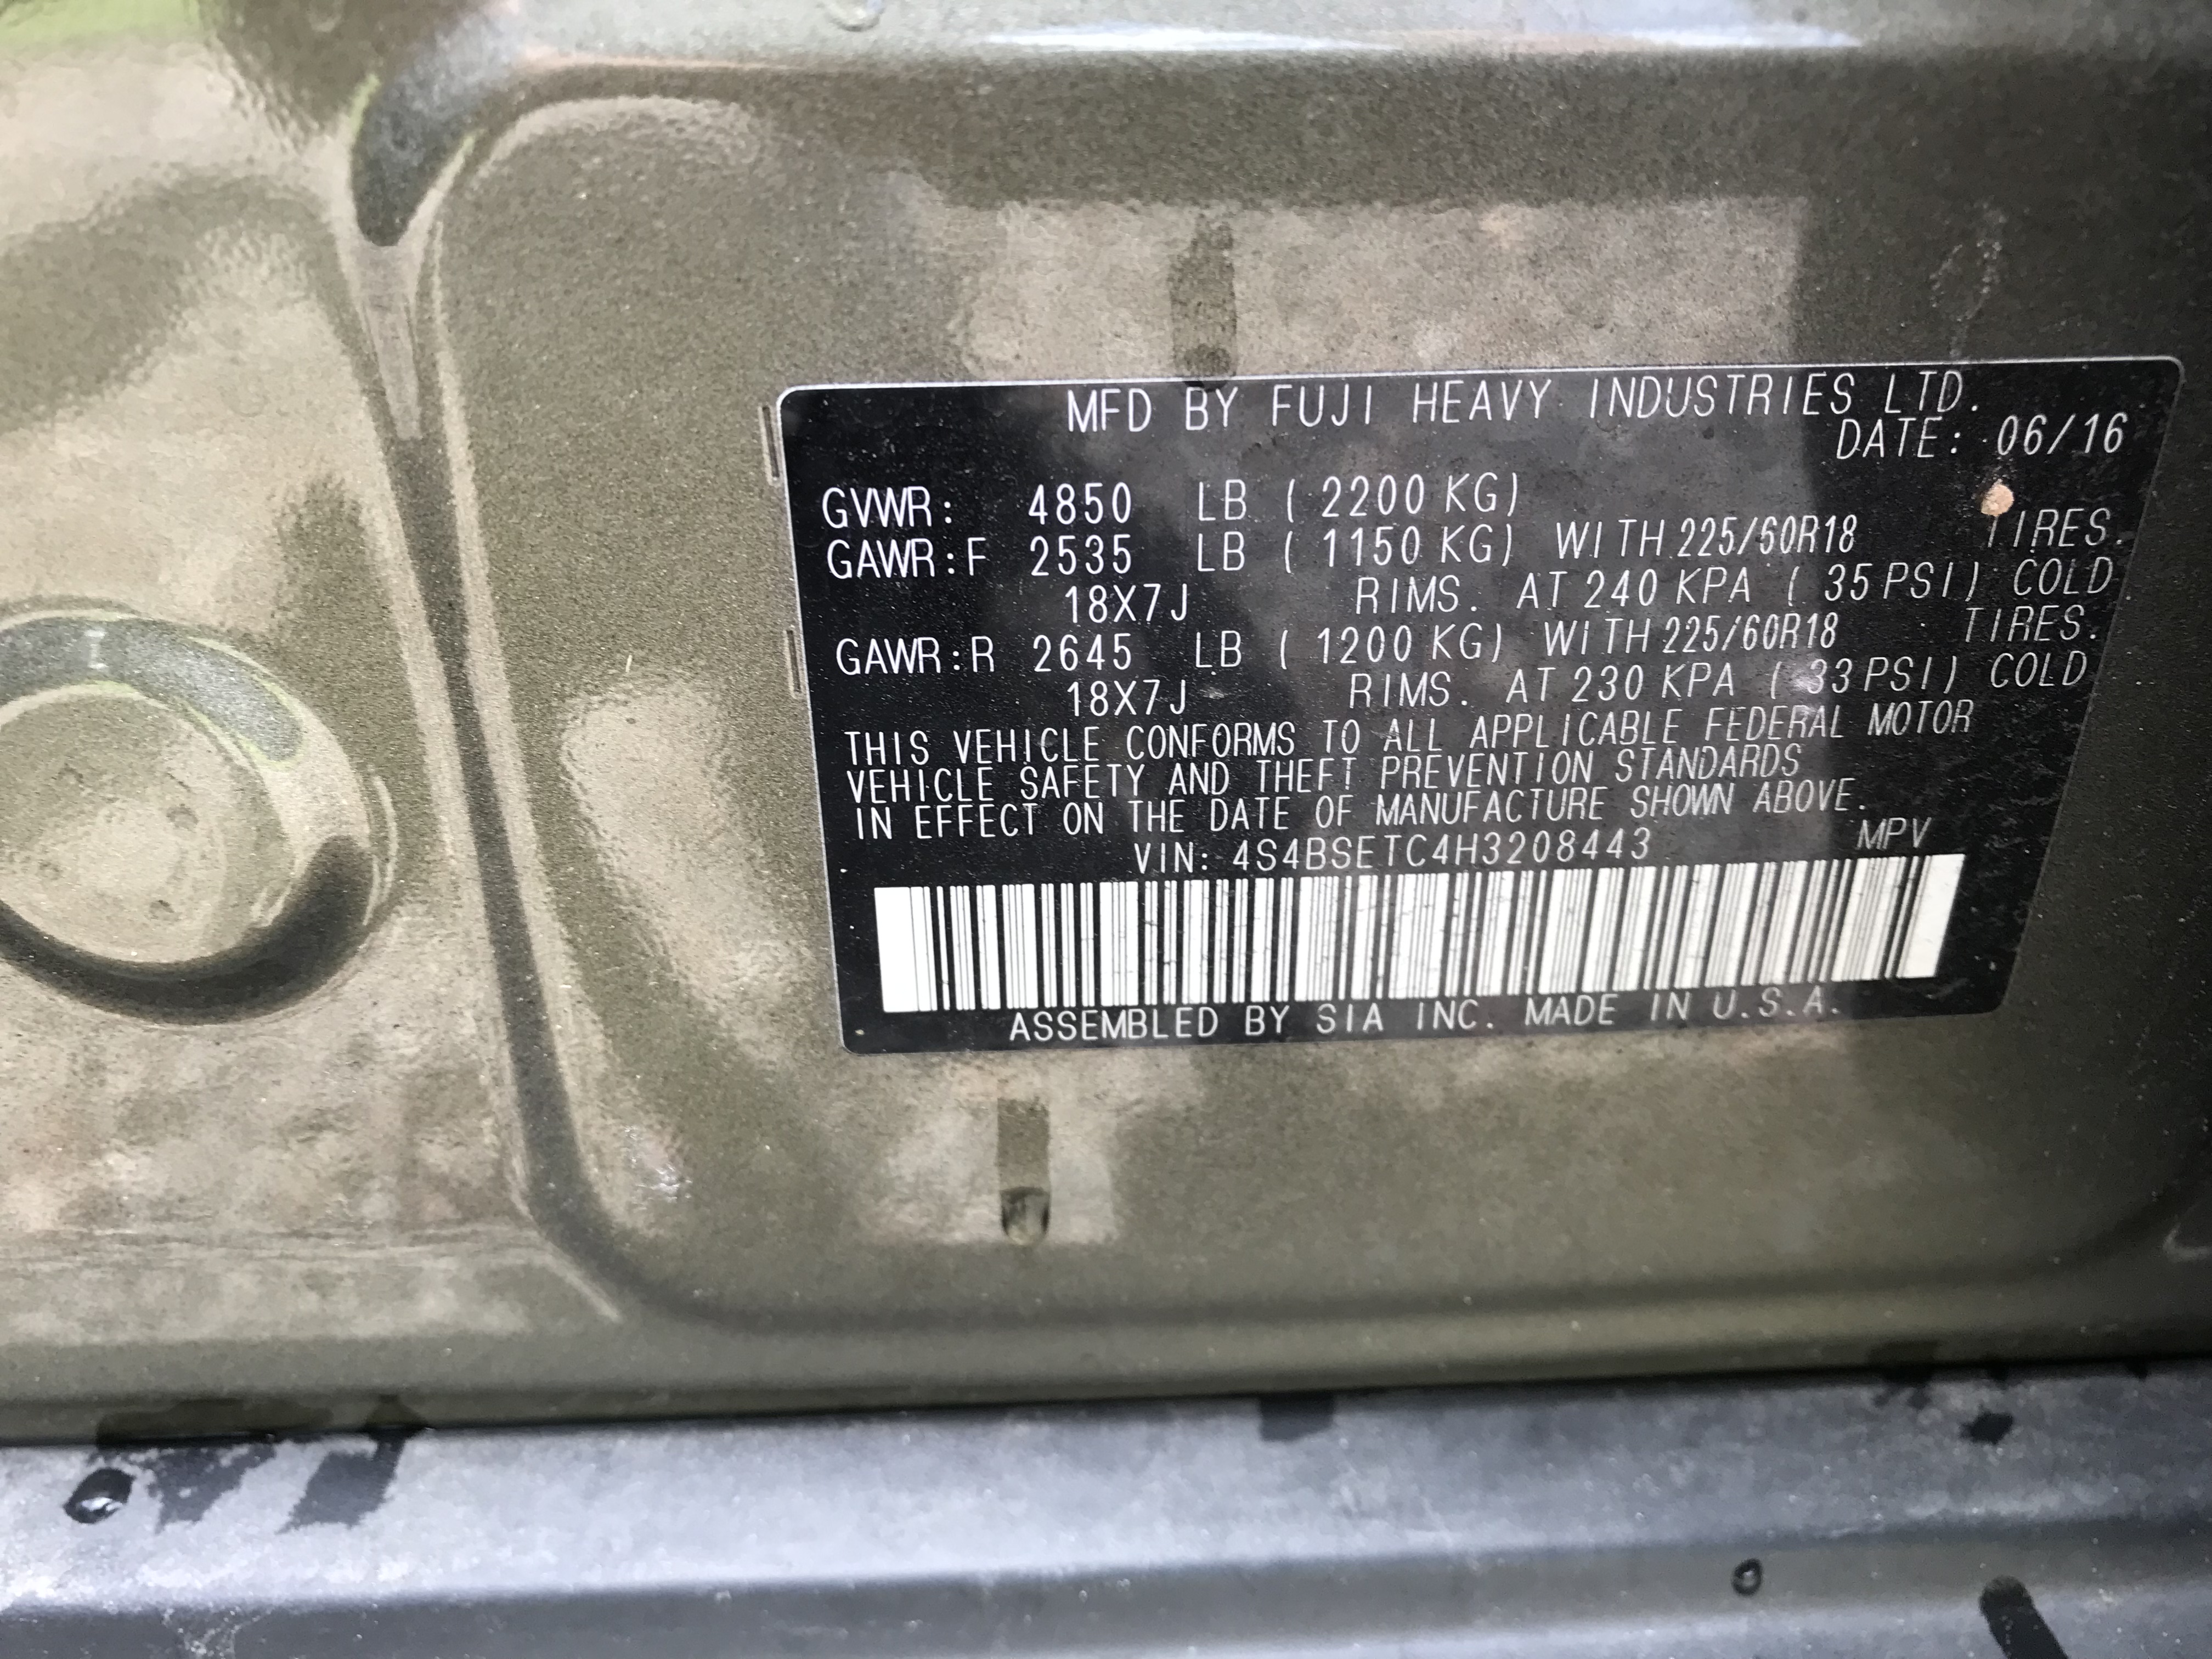 MFD BY FUJI HEAVY INDUSTRIES LTD.
DATE: 06/16
GVWR: 4850 LB ( 2200 KG)
GAWR:F 2535 LB ( 1150 KG) WITH 225/60R18 TIRES.
18X7J RIMS. AT 240 KPA ( 35 PSI) COLD.
GAWR:R 2645 LB ( 1200 KG) WITH 225/60R18 TIRES.
18X7J RIMS. AT 230 KPA ( 33 PSI) COLD.
THIS VEHICLE CONFORMS TO ALL APPLICABLE FEDERAL MOTOR
VEHICLE SAFETY AND THEFT PREVENTION STANDARDS
IN EFFECT ON THE DATE OF MANUFACTURE SHOWN ABOVE.
VIN: 4S4BSETC4H3208443 MPV
ASSEMBLED BY SIA INC. MADE IN U.S.A.